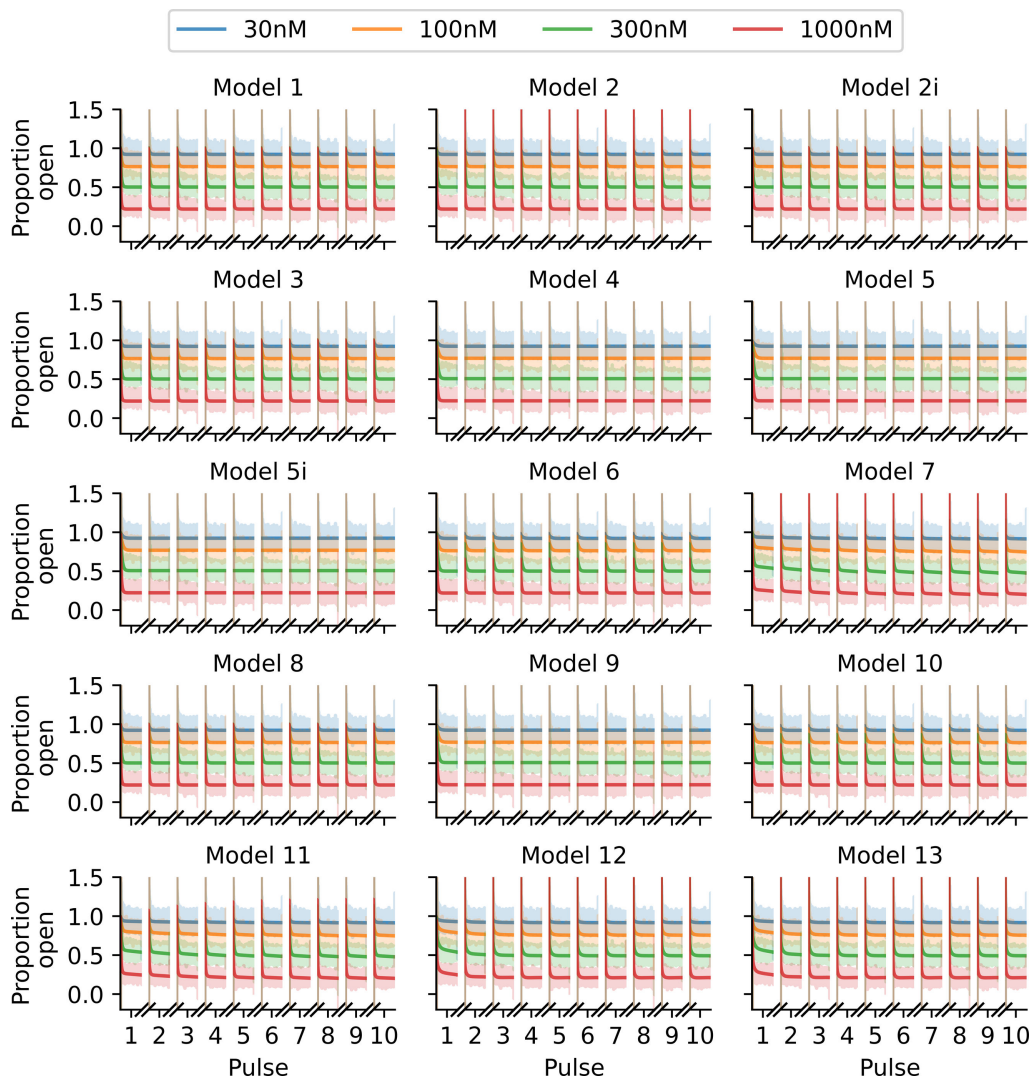 30nM 100nM 300nM 1000nM
Model 1 Model 2 Model 2i
Proportion open
1.5
1.0
0.5
0.0
Model 3 Model 4 Model 5
Proportion open
1.5
1.0
0.5
0.0
Model 5i Model 6 Model 7
Proportion open
1.5
1.0
0.5
0.0
Model 8 Model 9 Model 10
Proportion open
1.5
1.0
0.5
0.0
Model 11 Model 12 Model 13
Proportion open
1.5
1.0
0.5
0.0
1 2 3 4 5 6 7 8 9 10 1 2 3 4 5 6 7 8 9 10 1 2 3 4 5 6 7 8 9 10
Pulse Pulse Pulse